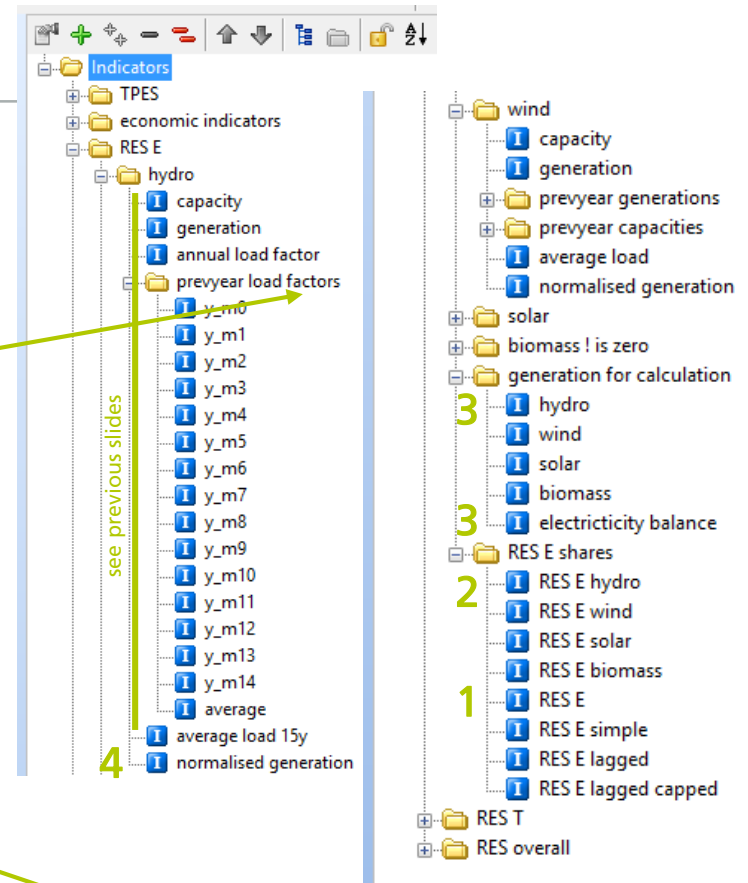 Indicators
TPES
economic indicators
RES E
hydro
capacity
generation
annual load factor
prevyear load factors
y_m0
y_m1
y_m2
y_m3
y_m4
y_m5
y_m6
y_m7
y_m8
y_m9
y_m10
y_m11
y_m12
y_m13
y_m14
average
average load 15y
4 normalised generation
see previous slides
wind
capacity
generation
prevyear generations
prevyear capacities
average load
normalised generation
solar
biomass ! is zero
generation for calculation
3 hydro
wind
solar
biomass
3 electricticity balance
RES E shares
2 RES E hydro
RES E wind
RES E solar
RES E biomass
1 RES E
RES E simple
RES E lagged
RES E lagged capped
RES T
RES overall